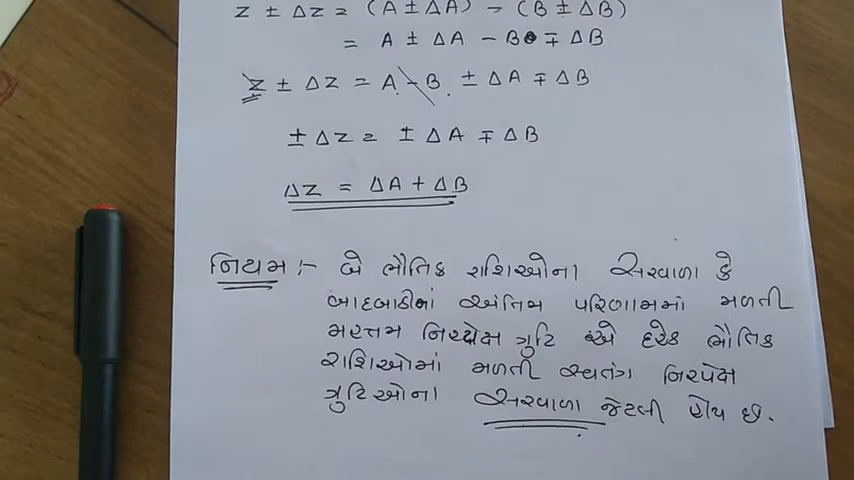 Z ± ΔZ = (A ± ΔA) − (B ± ΔB)
= A ± ΔA − B ∓ ΔB
Z ± ΔZ = A − B ± ΔA ∓ ΔB
± ΔZ = ± ΔA ∓ ΔB
ΔZ = ΔA + ΔB
નિયમ :- બે ભૌતિક રાશિઓના સરવાળા કે
બાદબાકીનાં અંતિમ પરિણામમાં મળતી
મહત્તમ નિરપેક્ષ ત્રુટિ એ દરેક ભૌતિક
રાશિઓમાં મળતી સ્વતંત્ર નિરપેક્ષ
ત્રુટિઓના સરવાળા જેટલી હોય છે.